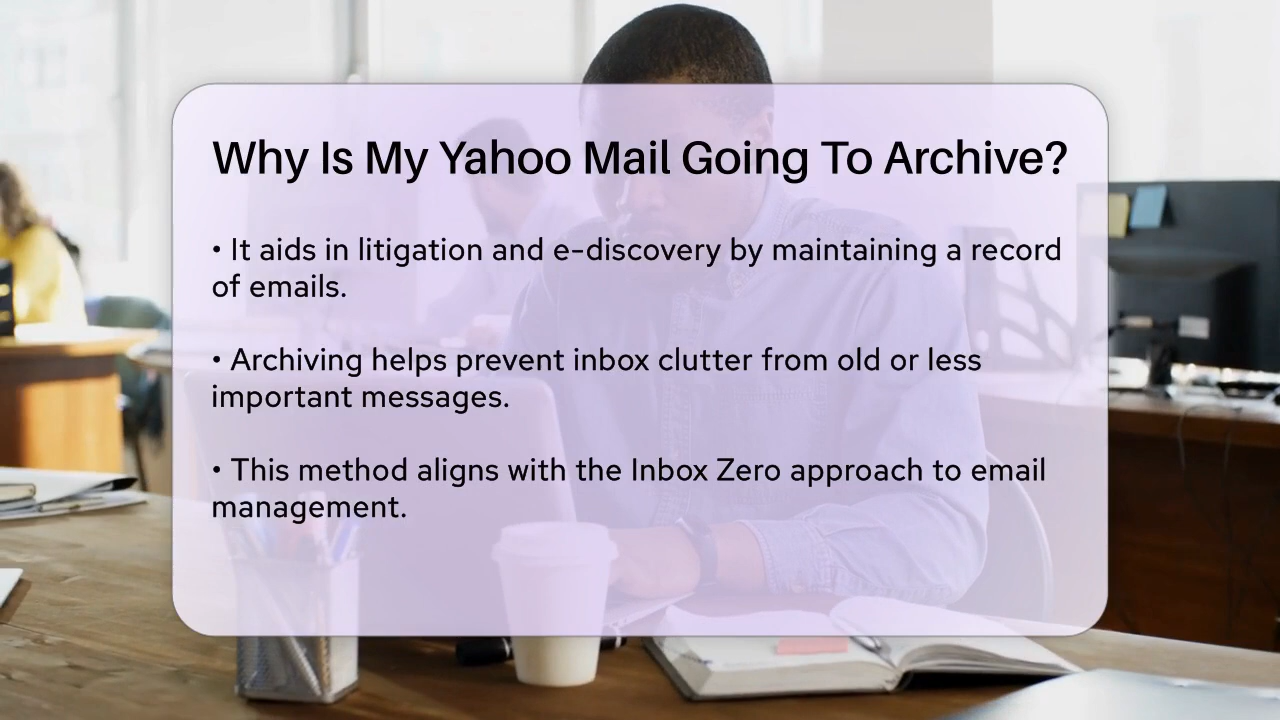 Why Is My Yahoo Mail Going To Archive?
• It aids in litigation and e-discovery by maintaining a record
of emails.
• Archiving helps prevent inbox clutter from old or less
important messages.
• This method aligns with the Inbox Zero approach to email
management.